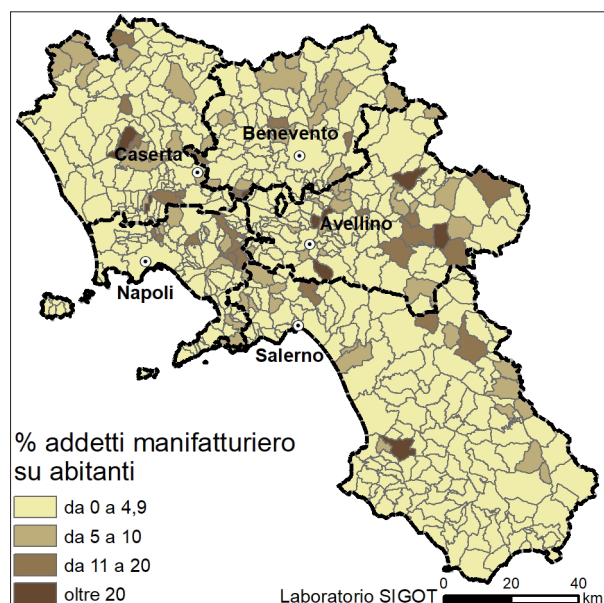 Benevento
Caserta
Avellino
Napoli
Salerno
% addetti manifatturiero
su abitanti
da 0 a 4,9
da 5 a 10
da 11 a 20
oltre 20
Laboratorio SIGOT
0 20 40
km